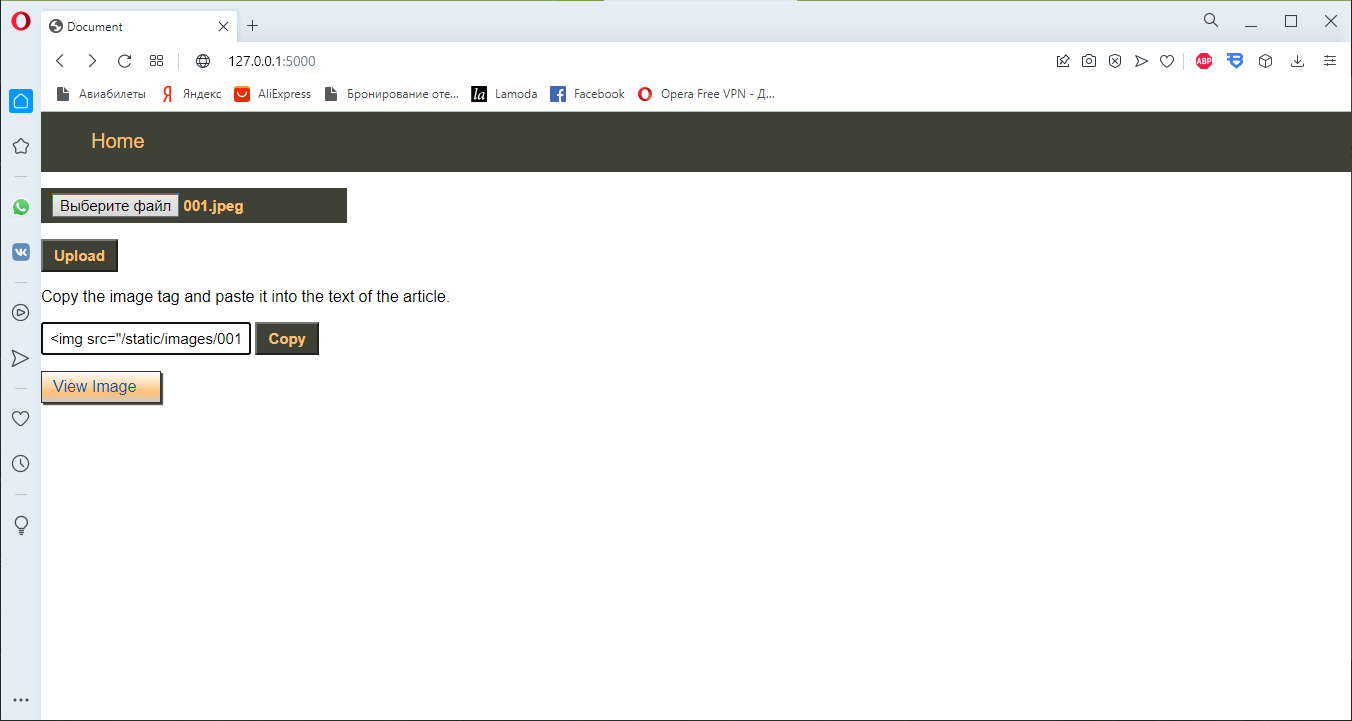 Document
127.0.0.1:5000
ABP
Авиабилеты Яндекс AliExpress Бронирование оте... la Lamoda Facebook Opera Free VPN - Д...
Home
Выберите файл 001.jpeg
Upload
Copy the image tag and paste it into the text of the article.
<img src="/static/images/001 Copy
View Image